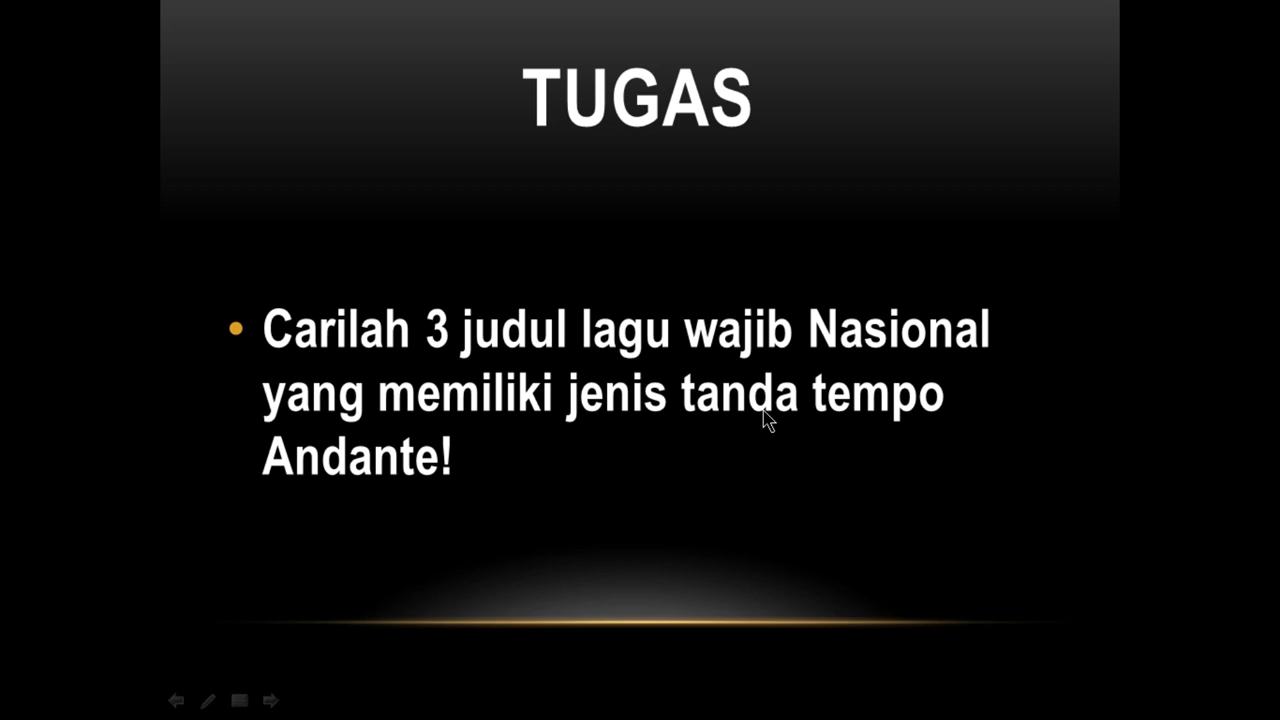 TUGAS
• Carilah 3 judul lagu wajib Nasional
yang memiliki jenis tanda tempo
Andante!